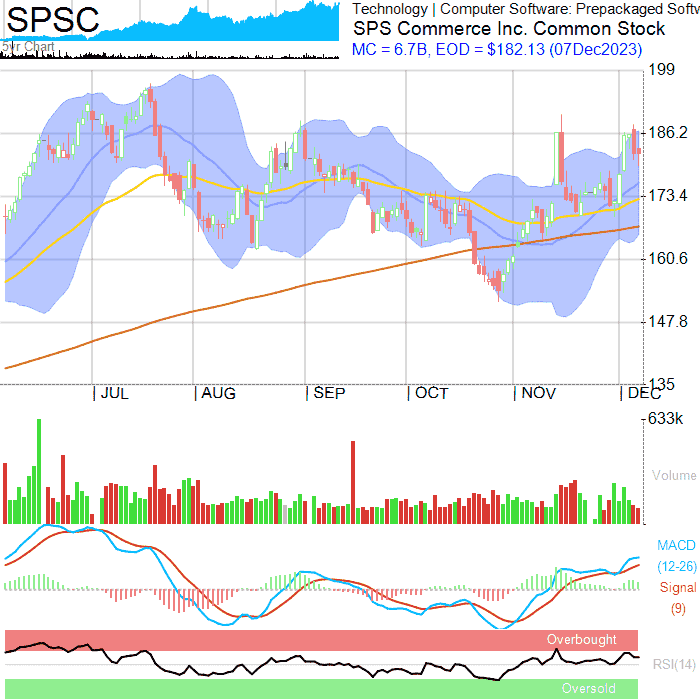 SPSC
5yr Chart
Technology | Computer Software: Prepackaged Softw
SPS Commerce Inc. Common Stock
MC = 6.7B, EOD = $182.13 (07Dec2023)
199
186.2
173.4
160.6
147.8
135
JUL
AUG
SEP
OCT
NOV
DEC
633k
Volume
MACD
(12-26)
Signal
(9)
Overbought
RSI(14)
Oversold